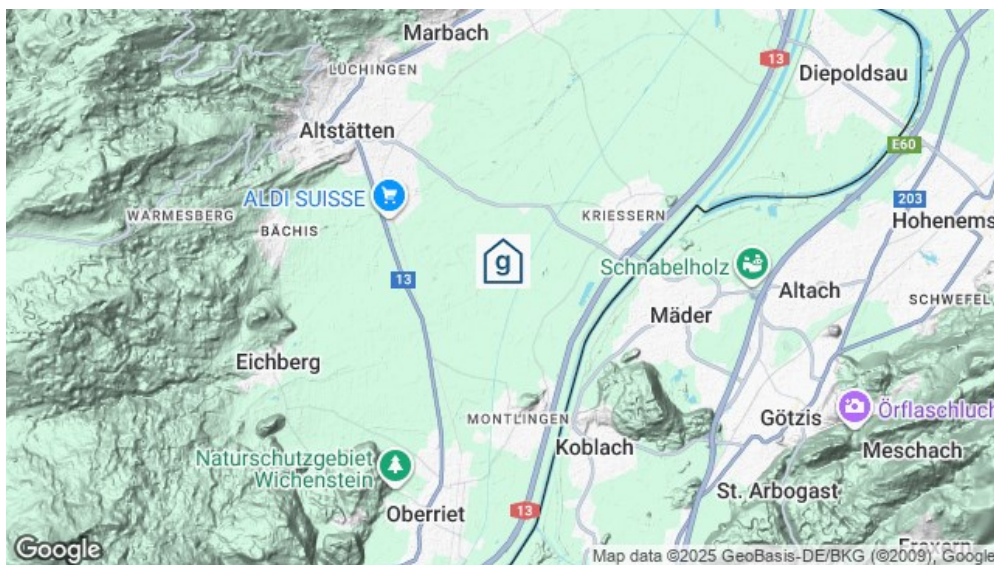 Marbach
LÜCHINGEN
13
Diepoldsau
Altstätten
E60
ALDI SUISSE
203
WARMESBERG
KRIESSERN
Hohenems
BÄCHIS
g
Schnabelholz
13
Altach
Mäder
SCHWEFEL
Eichberg
MONTLINGEN
Götzis
Örflaschlucht
Koblach
Meschach
Naturschutzgebiet
Wichenstein
St. Arbogast
Oberriet
13
Fraxern
Google
Map data ©2025 GeoBasis-DE/BKG (©2009), Google